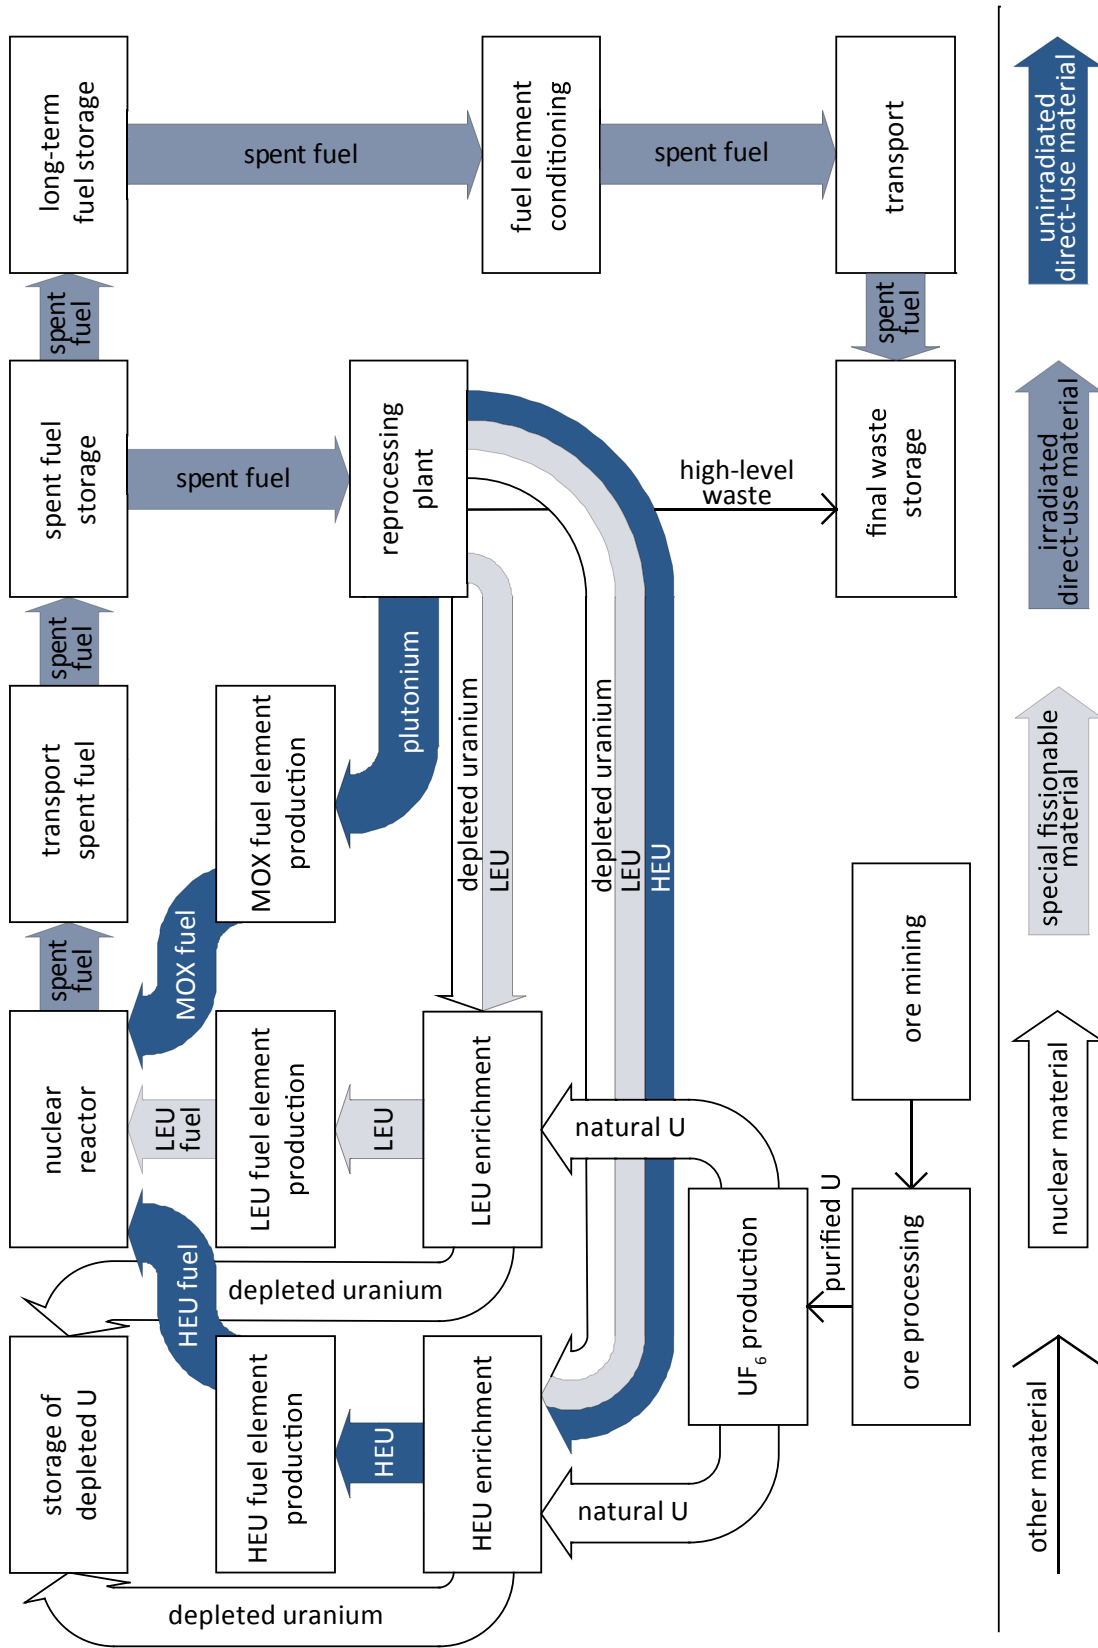 storage of
depleted U
nuclear
reactor
transport
spent fuel
spent fuel
storage
long-term
fuel storage
spent
fuel
spent
fuel
spent
fuel
HEU fuel
LEU
fuel
MOX fuel
spent fuel
spent fuel
depleted uranium
depleted uranium
HEU fuel element
production
LEU fuel element
production
MOX fuel element
production
plutonium
reprocessing
plant
fuel element
conditioning
HEU
LEU
HEU enrichment
LEU enrichment
depleted uranium
LEU
depleted uranium
LEU
HEU
natural U
natural U
high-level
waste
spent fuel
UF6 production
purified U
ore processing
ore mining
final waste
storage
spent
fuel
transport
other material
nuclear material
special fissionable
material
irradiated
direct-use material
unirradiated
direct-use material